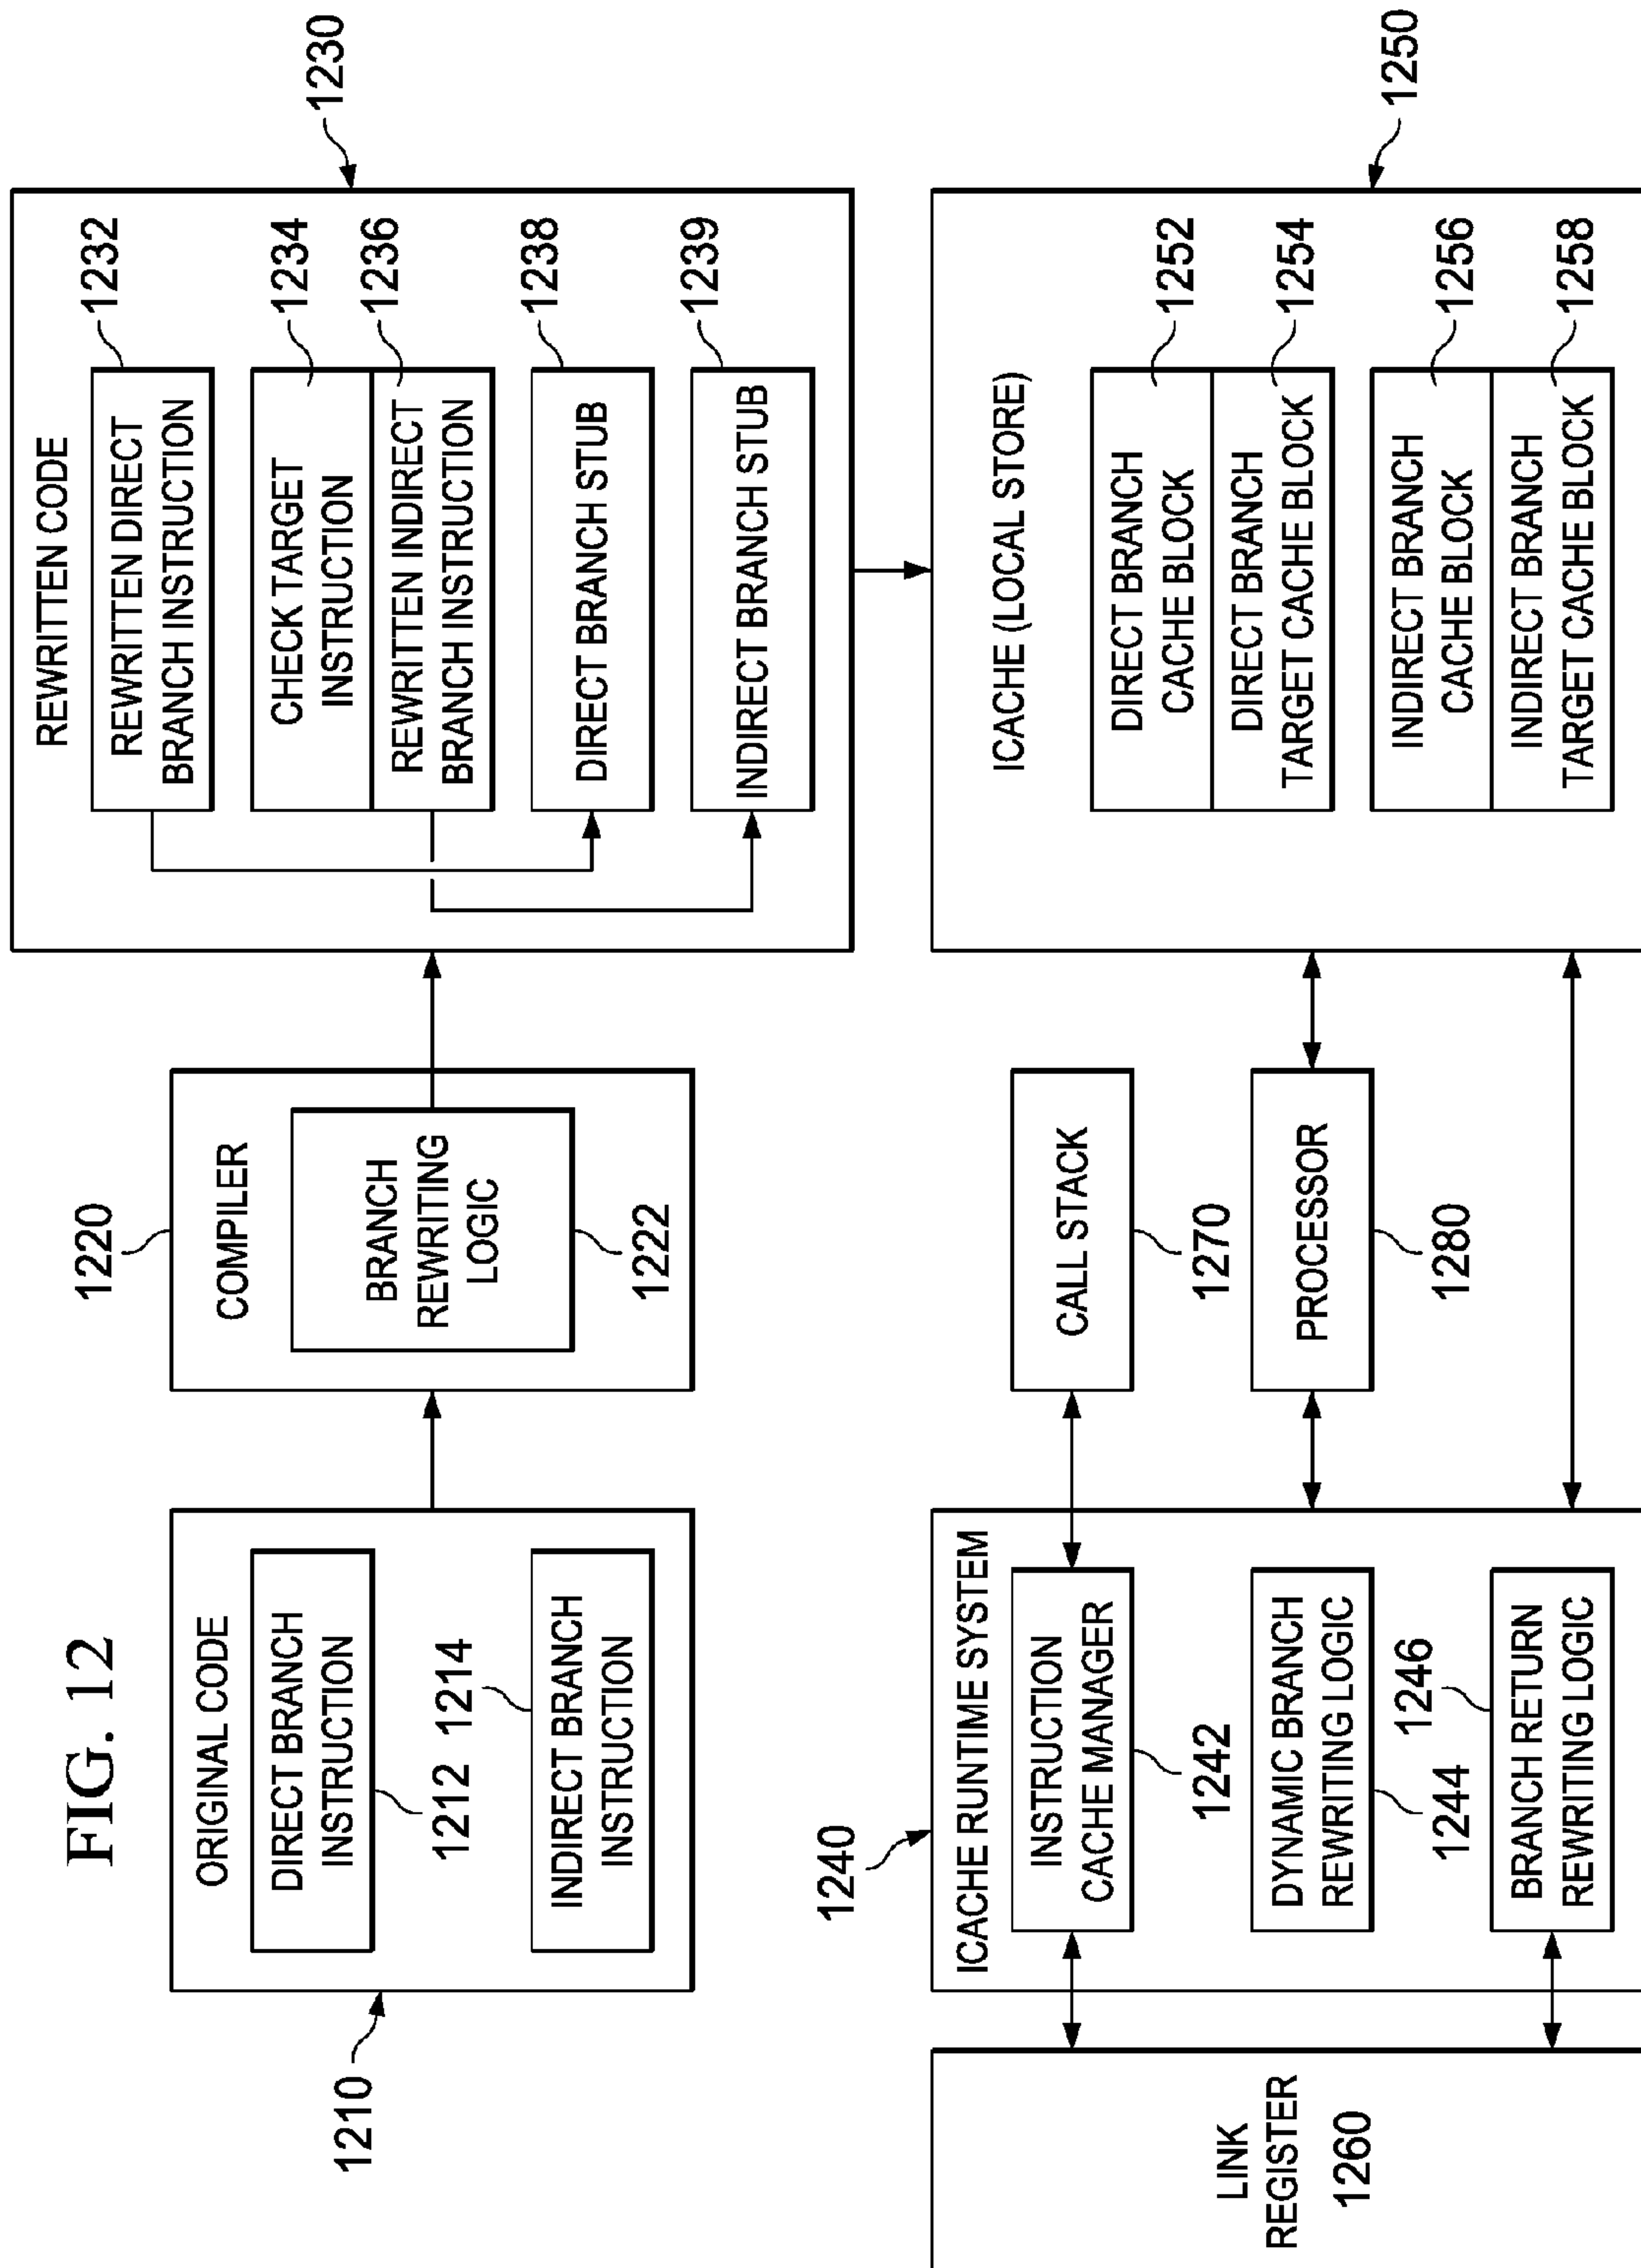 FIG. 12
1210
ORIGINAL CODE
DIRECT BRANCH
INSTRUCTION
1212
1214
INDIRECT BRANCH
INSTRUCTION
1220
COMPILER
BRANCH
REWRITING
LOGIC
1222
1230
REWRITTEN CODE
REWRITTEN DIRECT
BRANCH INSTRUCTION
1232
CHECK TARGET
INSTRUCTION
1234
REWRITTEN INDIRECT
BRANCH INSTRUCTION
1236
DIRECT BRANCH STUB
1238
INDIRECT BRANCH STUB
1239
LINK
REGISTER
1260
1240
ICACHE RUNTIME SYSTEM
INSTRUCTION
CACHE MANAGER
1242
DYNAMIC BRANCH
REWRITING LOGIC
1244
1246
BRANCH RETURN
REWRITING LOGIC
CALL STACK
1270
PROCESSOR
1280
1250
ICACHE (LOCAL STORE)
DIRECT BRANCH
CACHE BLOCK
1252
DIRECT BRANCH
TARGET CACHE BLOCK
1254
INDIRECT BRANCH
CACHE BLOCK
1256
INDIRECT BRANCH
TARGET CACHE BLOCK
1258